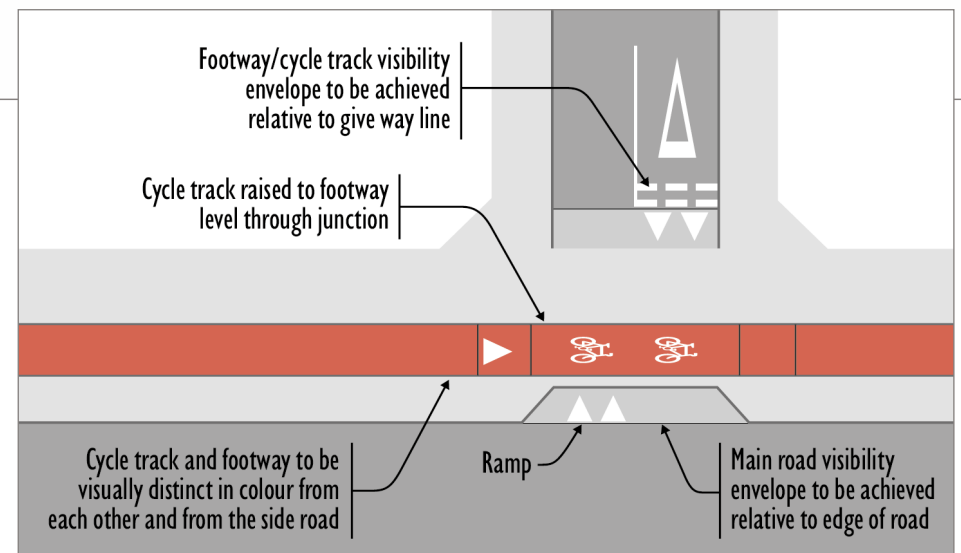 Footway/cycle track visibility
envelope to be achieved
relative to give way line
Cycle track raised to footway
level through junction
Cycle track and footway to be
visually distinct in colour from
each other and from the side road
Ramp
Main road visibility
envelope to be achieved
relative to edge of road